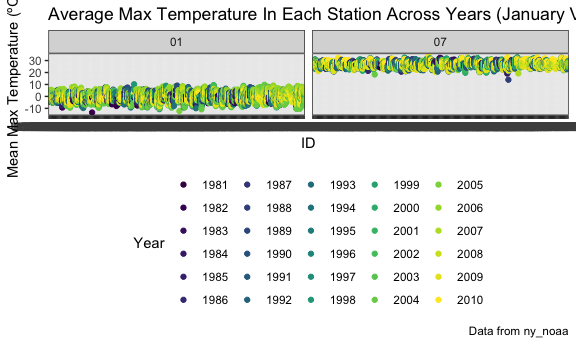 Average Max Temperature In Each Station Across Years (January V
01 07
Mean Max Temperature (ºC
30
20
10
0
-10
ID
Year
1981 1987 1993 1999 2005
1982 1988 1994 2000 2006
1983 1989 1995 2001 2007
1984 1990 1996 2002 2008
1985 1991 1997 2003 2009
1986 1992 1998 2004 2010
Data from ny_noaa